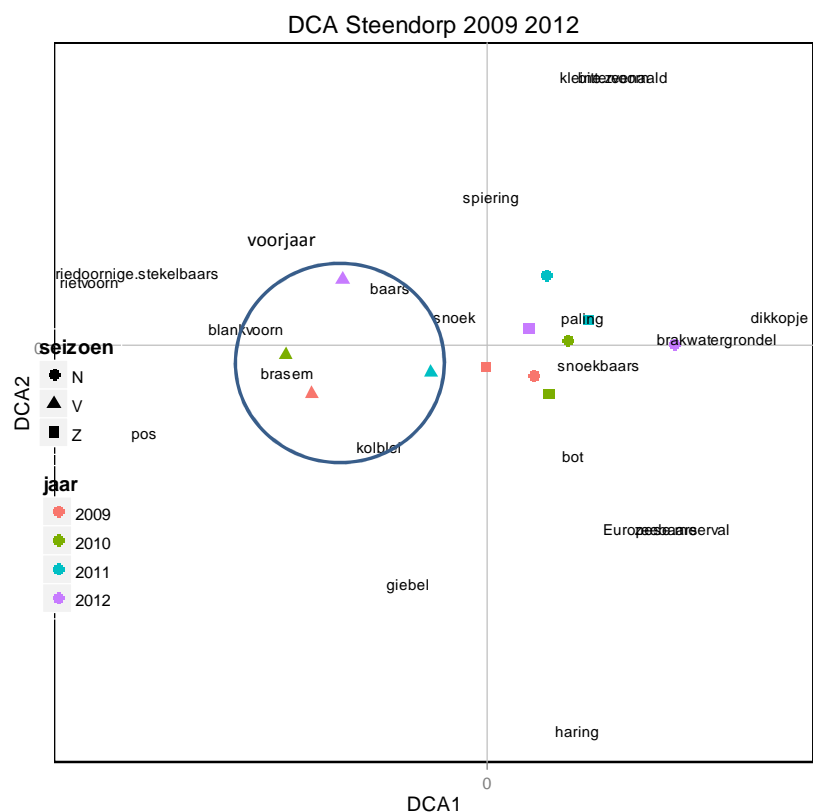 DCA Steendorp 2009 2012
spiering
voorjaar
riedoornige.stekelbaars
rietvoorn
baars
snoek
paling
dikkopje
blankvoorn
brakwatergrondel
0
seizoen
N
V
Z
DCA2
brasem
snoekbaars
pos
kolblei
bot
jaar
2009
2010
2011
2012
giebel
haring
0
DCA1